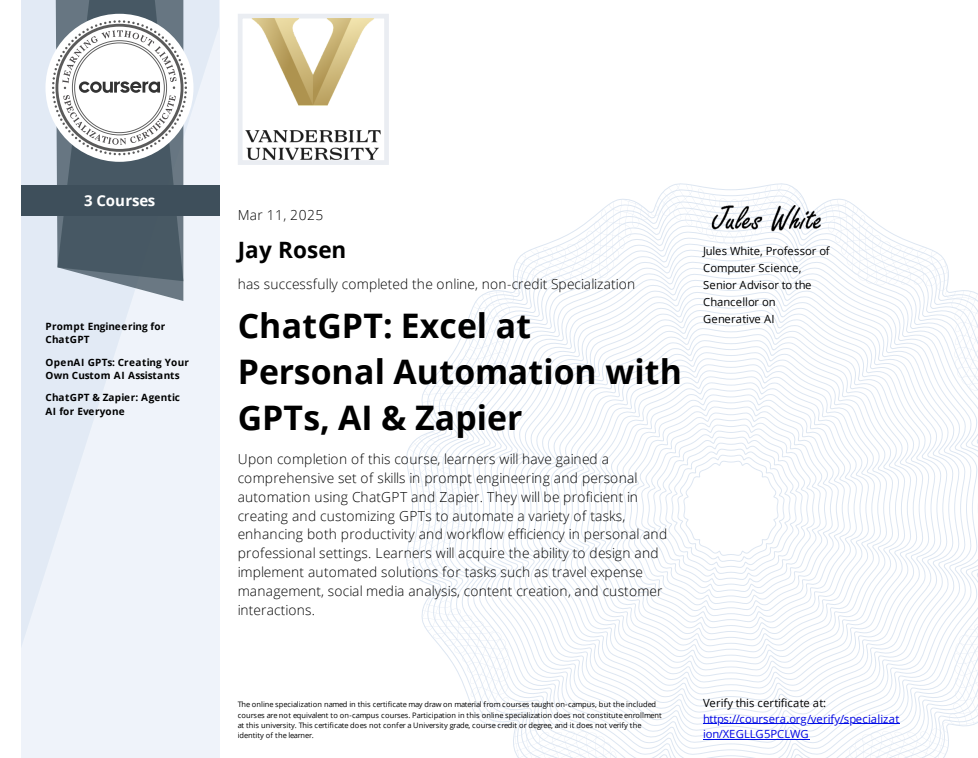 LEARNING WITHOUT LIMITS
coursera
SPECIALIZATION CERTIFICATE
3 Courses
Prompt Engineering for
ChatGPT
OpenAI GPTs: Creating Your
Own Custom AI Assistants
ChatGPT & Zapier: Agentic
AI for Everyone
VANDERBILT
UNIVERSITY
Mar 11, 2025
Jay Rosen
has successfully completed the online, non-credit Specialization
ChatGPT: Excel at
Personal Automation with
GPTs, AI & Zapier
Upon completion of this course, learners will have gained a
comprehensive set of skills in prompt engineering and personal
automation using ChatGPT and Zapier. They will be proficient in
creating and customizing GPTs to automate a variety of tasks,
enhancing both productivity and workflow efficiency in personal and
professional settings. Learners will acquire the ability to design and
implement automated solutions for tasks such as travel expense
management, social media analysis, content creation, and customer
interactions.
Jules White
Jules White, Professor of
Computer Science,
Senior Advisor to the
Chancellor on
Generative AI
The online specialization named in this certificate may draw on material from courses taught on-campus, but the included
courses are not equivalent to on-campus courses. Participation in this online specialization does not constitute enrollment
at this university. This certificate does not confer a University grade, course credit or degree, and it does not verify the
identity of the learner.
Verify this certificate at:
https://coursera.org/verify/specializat
ion/XEGLLG5PCLWG